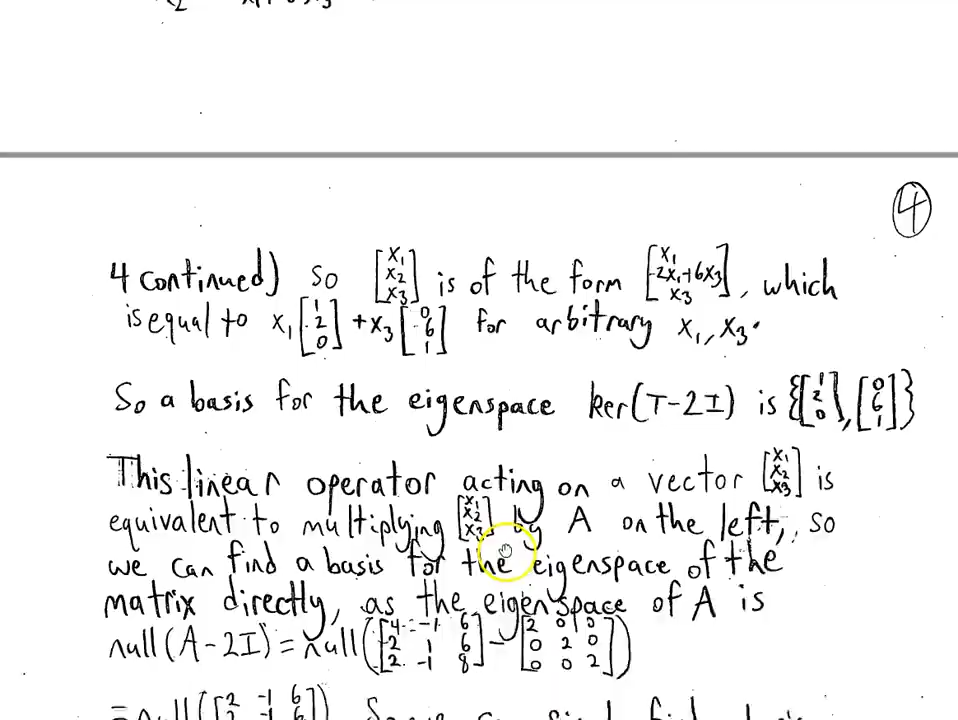 4
4 continued) So [x1 x2 x3] is of the form [x1 2x1+6x3 x3], which
is equal to x1[1 2 0]+x3[0 6 1] for arbitrary x1,x3.
So a basis for the eigenspace ker(T-2I) is {[1 2 0],[0 6 1]}
This linear operator acting on a vector [x1 x2 x3] is
equivalent to multiplying [x1 x2 x3] by A on the left, so
we can find a basis for the eigenspace of the
matrix directly, as the eigenspace of A is
null(A-2I)=null([4 -1 6 2 1 6 2 -1 8]-[2 0 0 0 2 0 0 0 2])